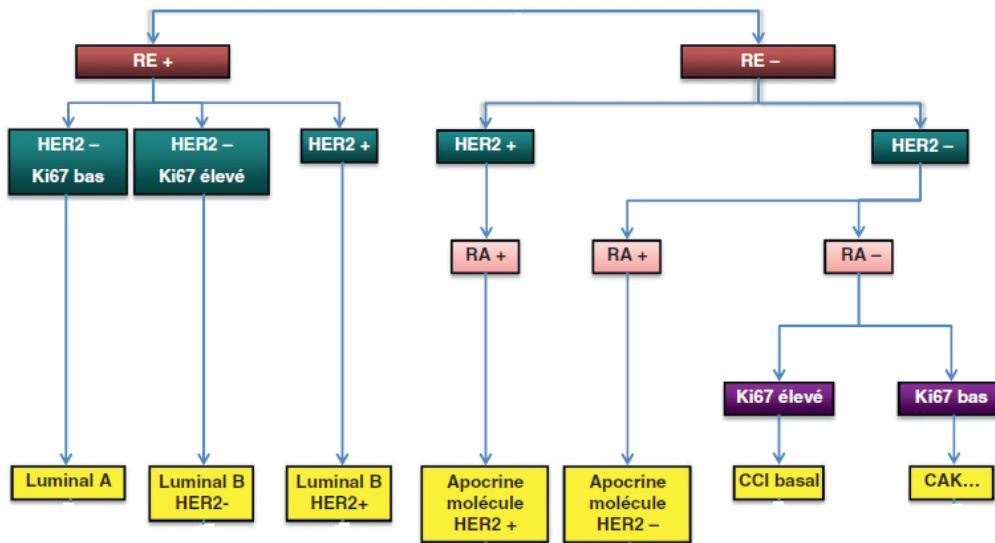 RE +
RE –
HER2 –
Ki67 bas
HER2 –
Ki67 élevé
HER2 +
HER2 +
HER2 –
RA +
RA +
RA –
Ki67 élevé
Ki67 bas
Luminal A
Luminal B
HER2-
Luminal B
HER2+
Apocrine
molécule
HER2 +
Apocrine
molécule
HER2 –
CCI basal
CAK...